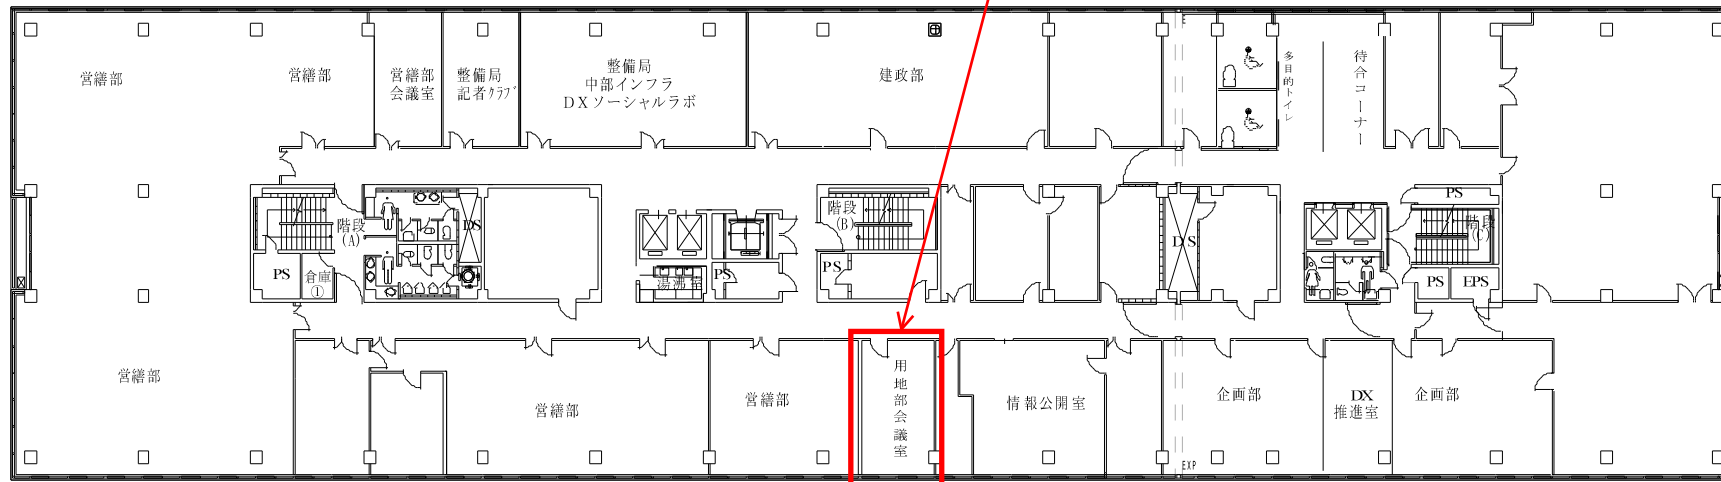 営繕部
営繕部
営繕部
会議室
整備局
記者クラブ
整備局
中部インフラ
DXソーシャルラボ
建政部
多目的トイレ
待合コーナー
階段
(A)
DS
PS
倉庫
①
湯沸室
PS
階段
(B)
PS
DS
PS
階段
(C)
PS
EPS
営繕部
営繕部
営繕部
用地部会議室
情報公開室
企画部
DX
推進室
企画部
EXP